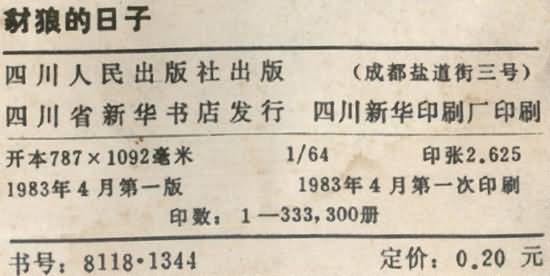 豺狼的日子
四川人民出版社出版 （成都盐道街三号）
四川省新华书店发行 四川新华印刷厂印刷
开本787×1092毫米 1/64 印张2.625
1983年4月第一版 1983年4月第一次印刷
印数：1—333,300册
书号：8118·1344 定价：0.20元